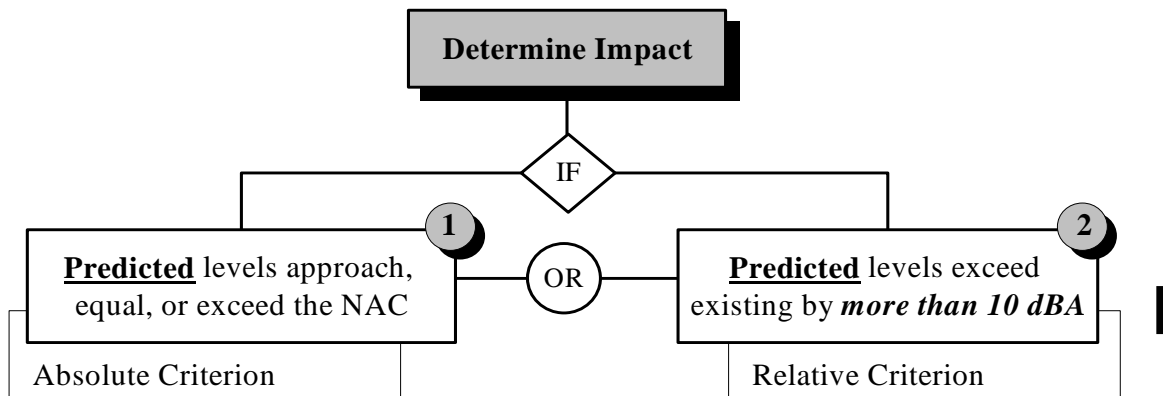 Determine Impact
IF
1
Predicted levels approach,
equal, or exceed the NAC
OR
2
Predicted levels exceed
existing by more than 10 dBA
Absolute Criterion
Relative Criterion